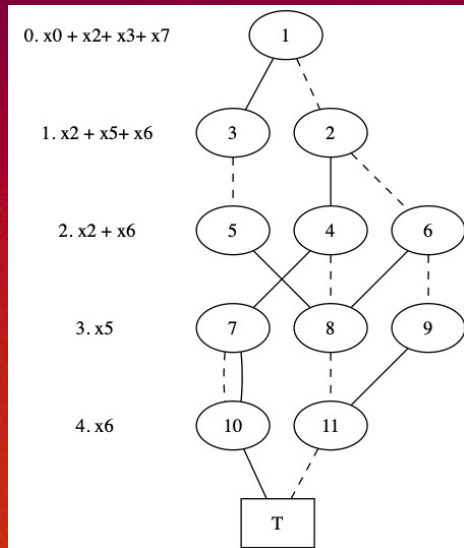 0. x0 + x2+ x3+ x7 1
1. x2 + x5+ x6 3 2
2. x2 + x6 5 4 6
3. x5 7 8 9
4. x6 10 11
T